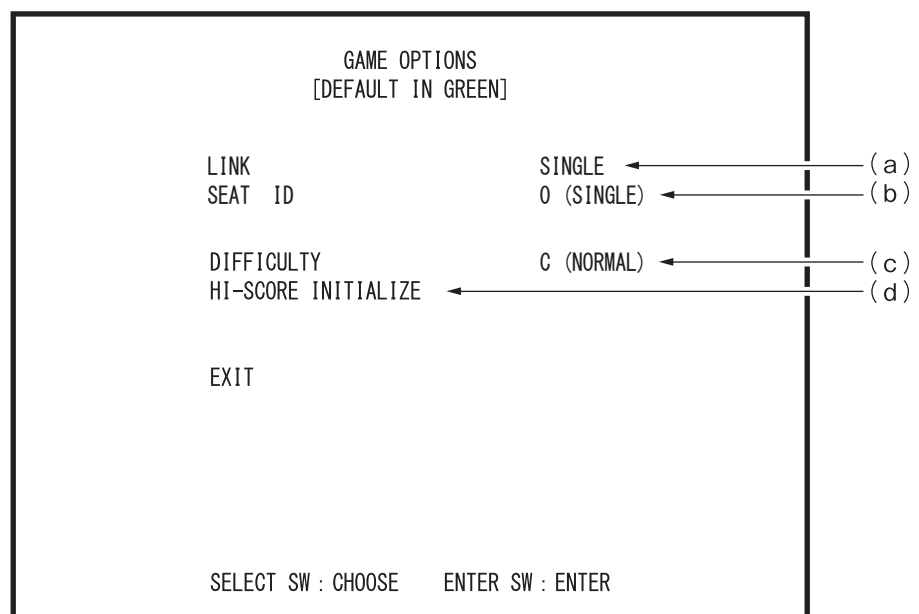 GAME OPTIONS
[DEFAULT IN GREEN]
LINK SINGLE (a)
SEAT ID 0 (SINGLE) (b)
DIFFICULTY C (NORMAL) (c)
HI-SCORE INITIALIZE (d)
EXIT
SELECT SW : CHOOSE ENTER SW : ENTER